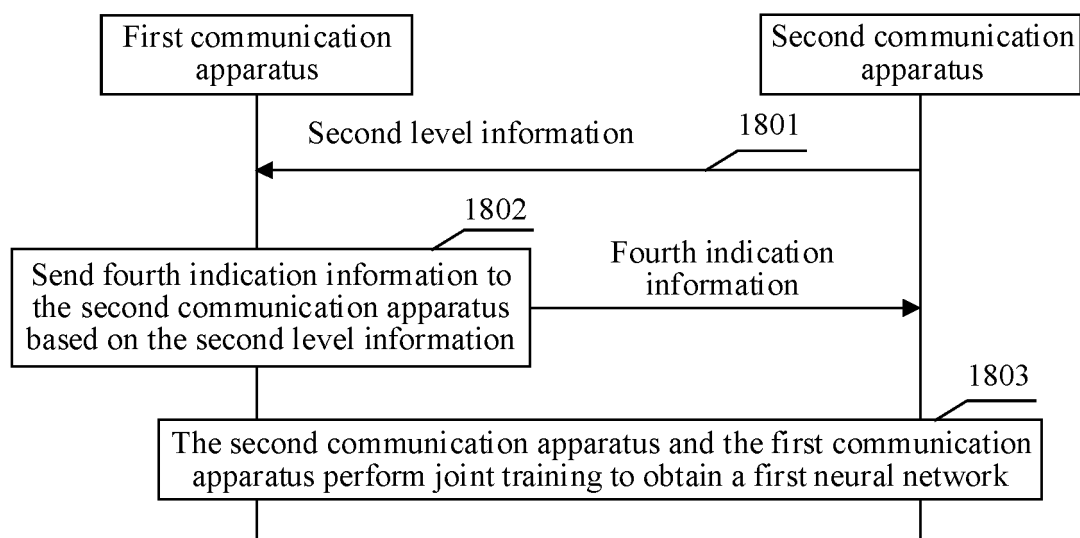 First communication
apparatus
Second communication
apparatus
Second level information
1801
1802
Send fourth indication information to
the second communication apparatus
based on the second level information
Fourth indication
information
1803
The second communication apparatus and the first communication
apparatus perform joint training to obtain a first neural network